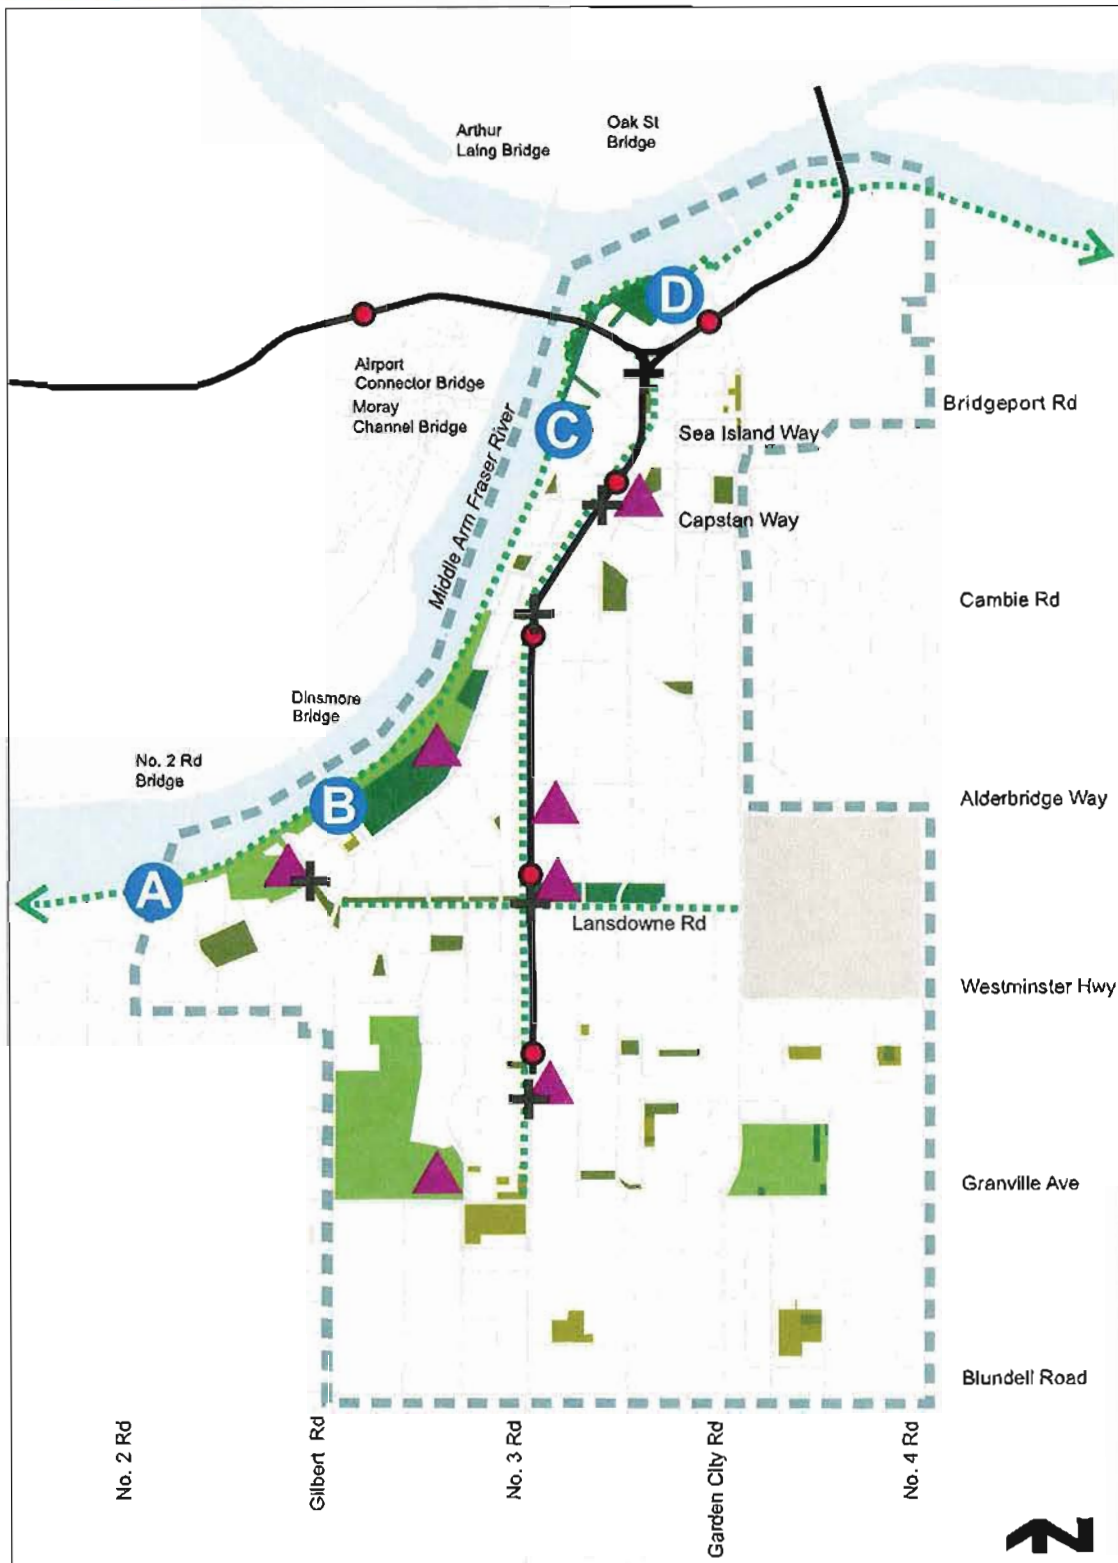 Arthur
Laing Bridge
Oak St
Bridge
D
Airport
Connector Bridge
Moray
Channel Bridge
Bridgeport Rd
C
Sea Island Way
Middle Arm Fraser River
Capstan Way
Cambie Rd
Dinsmore
Bridge
No. 2 Rd
Bridge
Alderbridge Way
B
A
Lansdowne Rd
Westminster Hwy
Granville Ave
Blundell Road
No. 2 Rd
Gilbert Rd
No. 3 Rd
Garden City Rd
No. 4 Rd
N